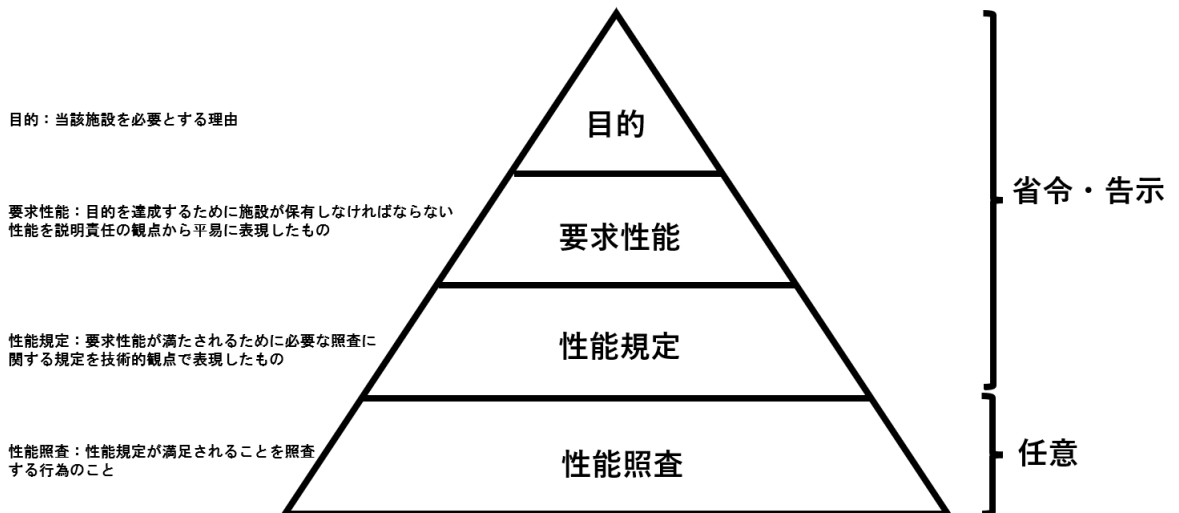 目的
目的：当該施設を必要とする理由
省令・告示
要求性能：目的を達成するために施設が保有しなければならない
性能を説明責任の観点から平易に表現したもの
要求性能
性能規定：要求性能が満たされるために必要な照査に
関する規定を技術的観点で表現したもの
性能規定
性能照査：性能規定が満足されることを照査
する行為のこと
性能照査
任意